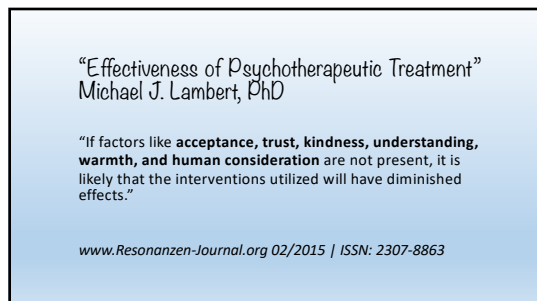 “Effectiveness of Psychotherapeutic Treatment”
Michael J. Lambert, PhD
“If factors like acceptance, trust, kindness, understanding,
warmth, and human consideration are not present, it is
likely that the interventions utilized will have diminished
effects.”
www.Resonanzen-Journal.org 02/2015 | ISSN: 2307-8863